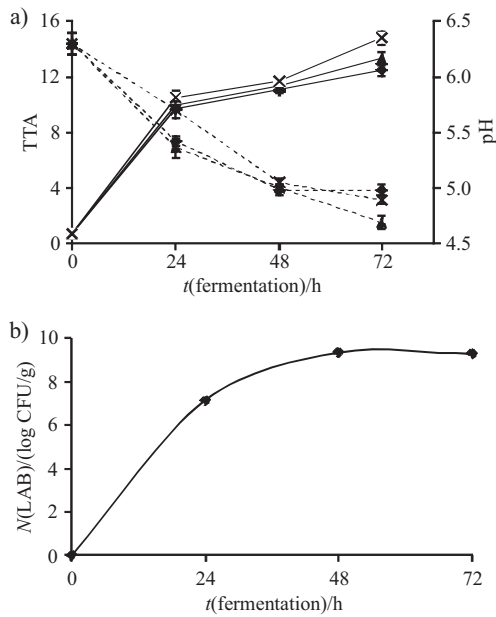 a)
16
12
8
4
0
TTA
6.5
6.0
5.5
5.0
4.5
pH
0 24 48 72
t(fermentation)/h
b)
10
8
6
4
2
0
N(LAB)/(log CFU/g)
0 24 48 72
t(fermentation)/h